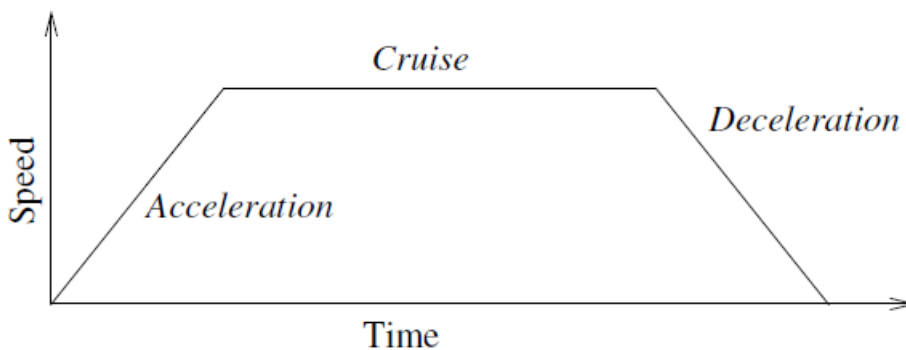 Cruise
Deceleration
Speed
Acceleration
Time